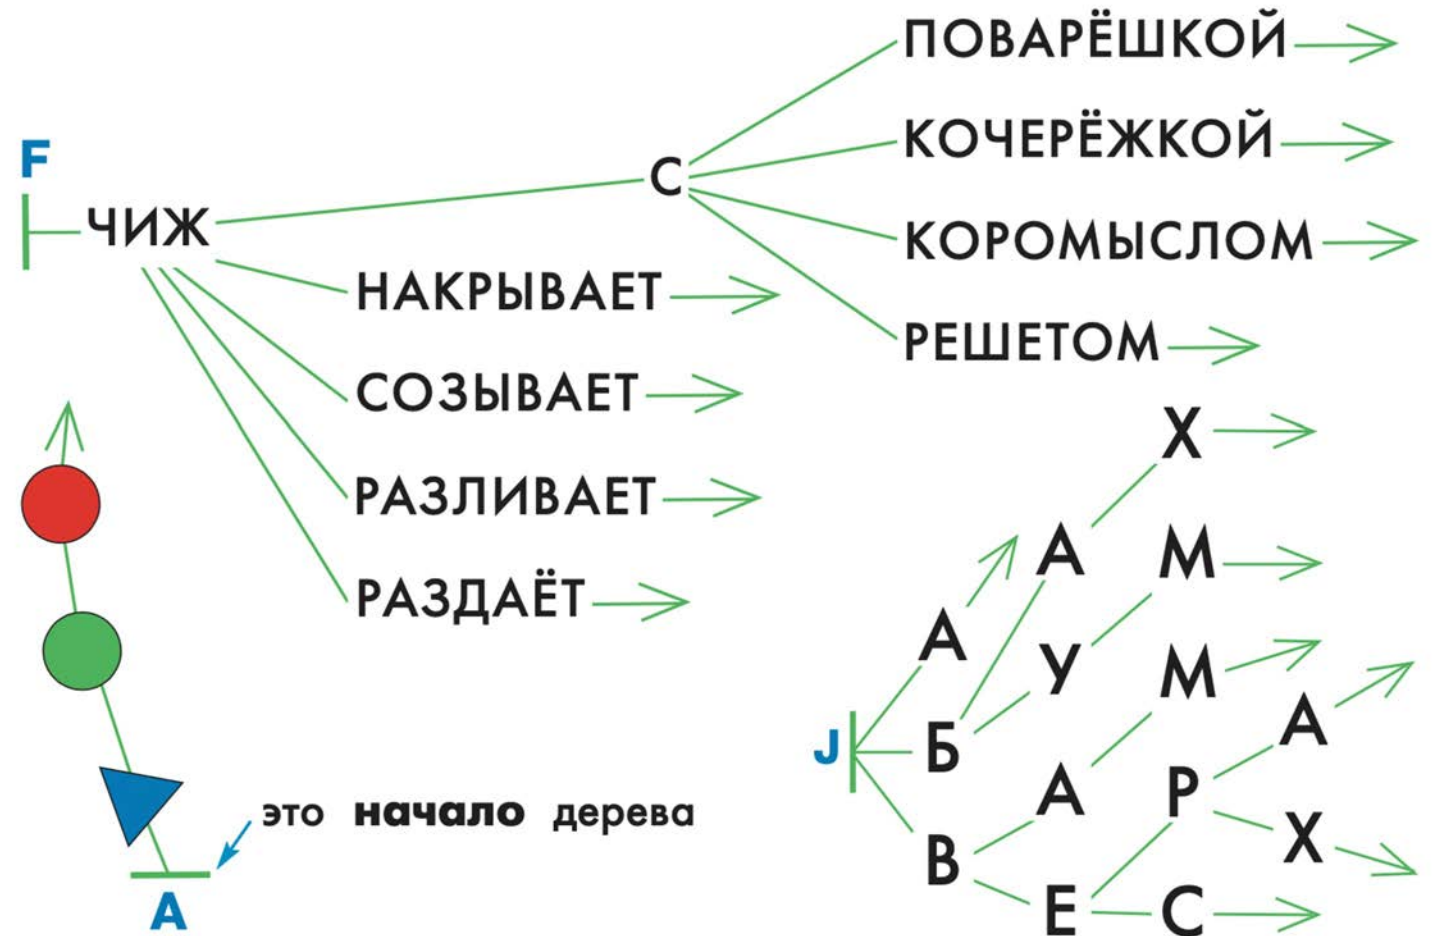 F
ЧИЖ
С
ПОВАРЁШКОЙ
КОЧЕРЁЖКОЙ
КОРОМЫСЛОМ
РЕШЕТОМ
НАКРЫВАЕТ
СОЗЫВАЕТ
РАЗЛИВАЕТ
РАЗДАЁТ
это начало дерева
A
J
А
Б
А
Х
У
М
В
А
М
Е
Р
А
Х
С